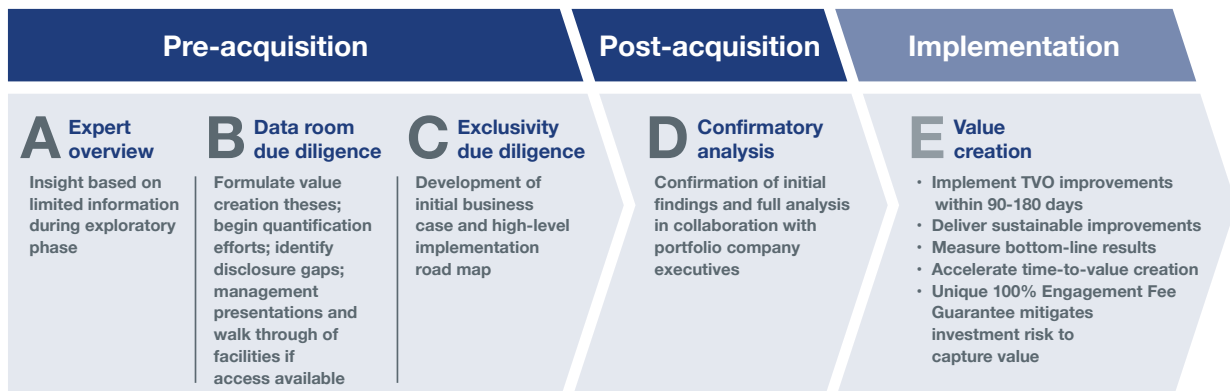 Pre-acquisition
Post-acquisition
Implementation
A
Expert
overview
Insight based on
limited information
during exploratory
phase
B
Data room
due diligence
Formulate value
creation theses;
begin quantification
efforts; identify
disclosure gaps;
management
presentations and
walk through of
facilities if
access available
C
Exclusivity
due diligence
Development of
initial business
case and high-level
implementation
road map
D
Confirmatory
analysis
Confirmation of initial
findings and full analysis
in collaboration with
portfolio company
executives
E
Value
creation
· Implement TVO improvements
within 90-180 days
· Deliver sustainable improvements
· Measure bottom-line results
· Accelerate time-to-value creation
· Unique 100% Engagement Fee
Guarantee mitigates
investment risk to
capture value